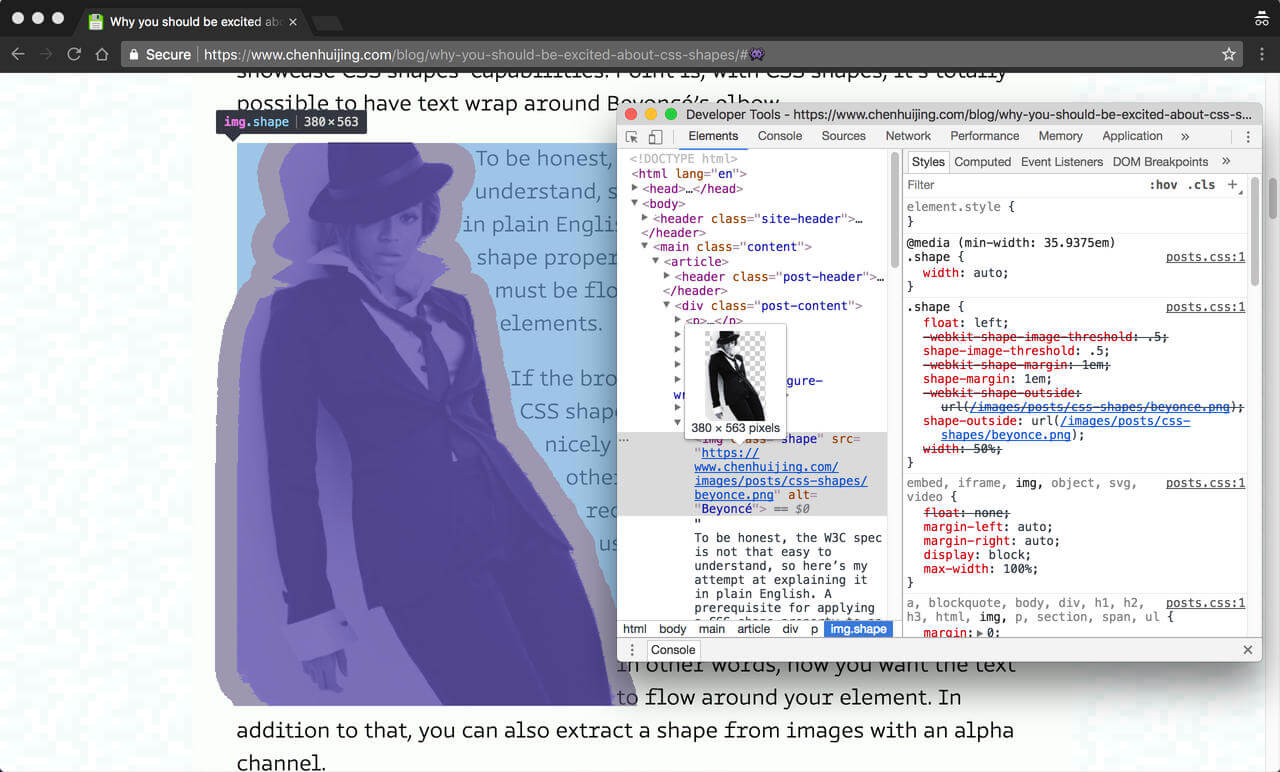 Why you should be excited abo
Secure https://www.chenhuijing.com/blog/why-you-should-be-excited-about-css-shapes/#👾
showcase CSS shapes' capabilities. Point is, with CSS shapes, it's totally
possible to have text wrap around Beyoncé's elbow.
img.shape 380×563
To be honest,
understand, s
in plain Engli
shape proper
must be flo
elements.
If the bro
CSS shap
nicely
othe
rec
us
in other words, how you want the text
to flow around your element. In
addition to that, you can also extract a shape from images with an alpha
channel.
Developer Tools - https://www.chenhuijing.com/blog/why-you-should-be-excited-about-css-s...
Elements Console Sources Network Performance Memory Application »
<!DOCTYPE html>
<html lang="en">
<head>…</head>
<body>
<header class="site-header">…
</header>
<main class="content">
<article>
<header class="post-header">…
</header>
<div class="post-content">
<p>…</p>
gure-
380 × 563 pixels
<img class="shape" src=
"https://
www.chenhuijing.com/
images/posts/css-shapes/
beyonce.png" alt=
"Beyoncé"> == $0
"
To be honest, the W3C spec
is not that easy to
understand, so here's my
attempt at explaining it
in plain English. A
prerequisite for applying
html body main article div p img.shape
Styles Computed Event Listeners DOM Breakpoints »
Filter :hov .cls +
element.style {
}
@media (min-width: 35.9375em)
.shape { posts.css:1
width: auto;
}
.shape { posts.css:1
float: left;
-webkit-shape-image-threshold: .5;
shape-image-threshold: .5;
-webkit-shape-margin: 1em;
shape-margin: 1em;
-webkit-shape-outside:
url(/images/posts/css-shapes/beyonce.png);
shape-outside: url(/images/posts/css-
shapes/beyonce.png);
width: 50%;
}
embed, iframe, img, object, svg, posts.css:1
video {
float: none;
margin-left: auto;
margin-right: auto;
display: block;
max-width: 100%;
}
a, blockquote, body, div, h1, h2, posts.css:1
h3, html, img, p, section, span, ul {
margin: 0;
Console